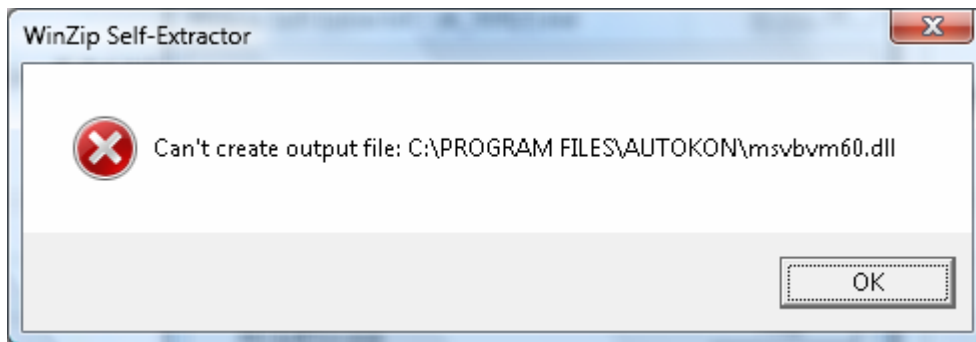 WinZip Self-Extractor
Can't create output file: C:\PROGRAM FILES\AUTOKON\msvbvm60.dll
OK